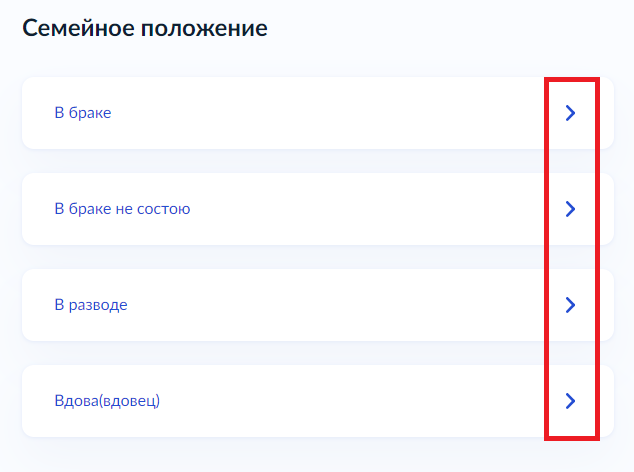 Семейное положение
В браке
В браке не состою
В разводе
Вдова(вдовец)